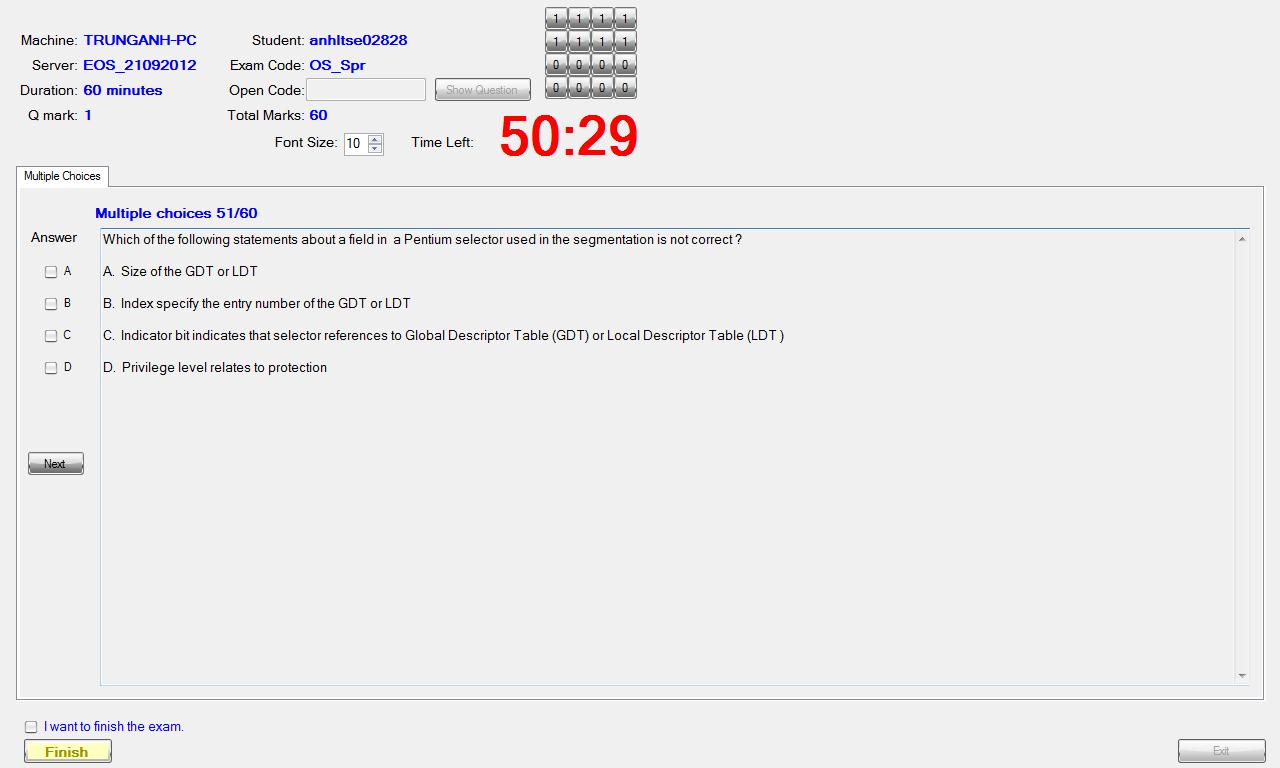 Machine: TRUNGANH-PC Student: anhltse02828
Server: EOS_21092012 Exam Code: OS_Spr
Duration: 60 minutes Open Code: Show Question
Q mark: 1 Total Marks: 60
Font Size: 10 Time Left: 50:29
1 1 1 1
1 1 1 1
0 0 0 0
0 0 0 0
Multiple Choices
Multiple choices 51/60
Answer Which of the following statements about a field in  a Pentium selector used in the segmentation is not correct ?
A A. Size of the GDT or LDT
B B. Index specify the entry number of the GDT or LDT
C C. Indicator bit indicates that selector references to Global Descriptor Table (GDT) or Local Descriptor Table (LDT )
D D. Privilege level relates to protection
Next
I want to finish the exam.
Finish Exit